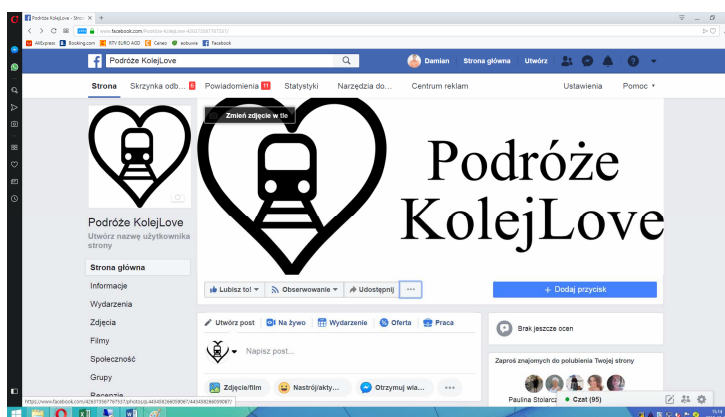 Podróże KolejLove - Stron
www.facebook.com/Podróże-KolejLove-426373587767537/
AliExpress Booking.com RTV EURO AGD Ceneo eobuwie Facebook
Podróże KolejLove
Damian Strona główna Utwórz
Strona Skrzynka odb... 6 Powiadomienia 11 Statystyki Narzędzia do... Centrum reklam Ustawienia Pomoc
Zmień zdjęcie w tle
Podróże
KolejLove
Podróże KolejLove
Utwórz nazwę użytkownika
strony
Strona główna
Informacje
Wydarzenia
Zdjęcia
Filmy
Społeczność
Grupy
Recenzje
Lubisz to! Obserwowanie Udostępnij ...
+ Dodaj przycisk
Utwórz post Na żywo Wydarzenie Oferta Praca
Napisz post...
Zdjęcie/film Nastrój/akty... Otrzymuj wia... ...
Brak jeszcze ocen
Zaproś znajomych do polubienia Twojej strony
Paulina Stolarcz
Czat (95)